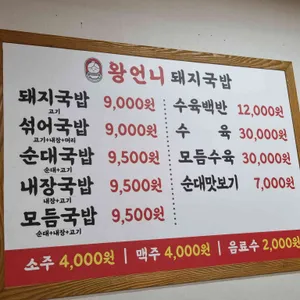 왕언니 돼지국밥
돼지국밥 9,000원
고기
섞어국밥 9,000원
고기+내장+머리
순대국밥 9,500원
순대+고기
내장국밥 9,500원
내장+고기
모듬국밥 9,500원
순대+내장+고기
수육백반 12,000원
수 육 30,000원
모듬수육 30,000원
순대맛보기 7,000원
소주 4,000원 | 맥주 4,000원 | 음료수 2,000원